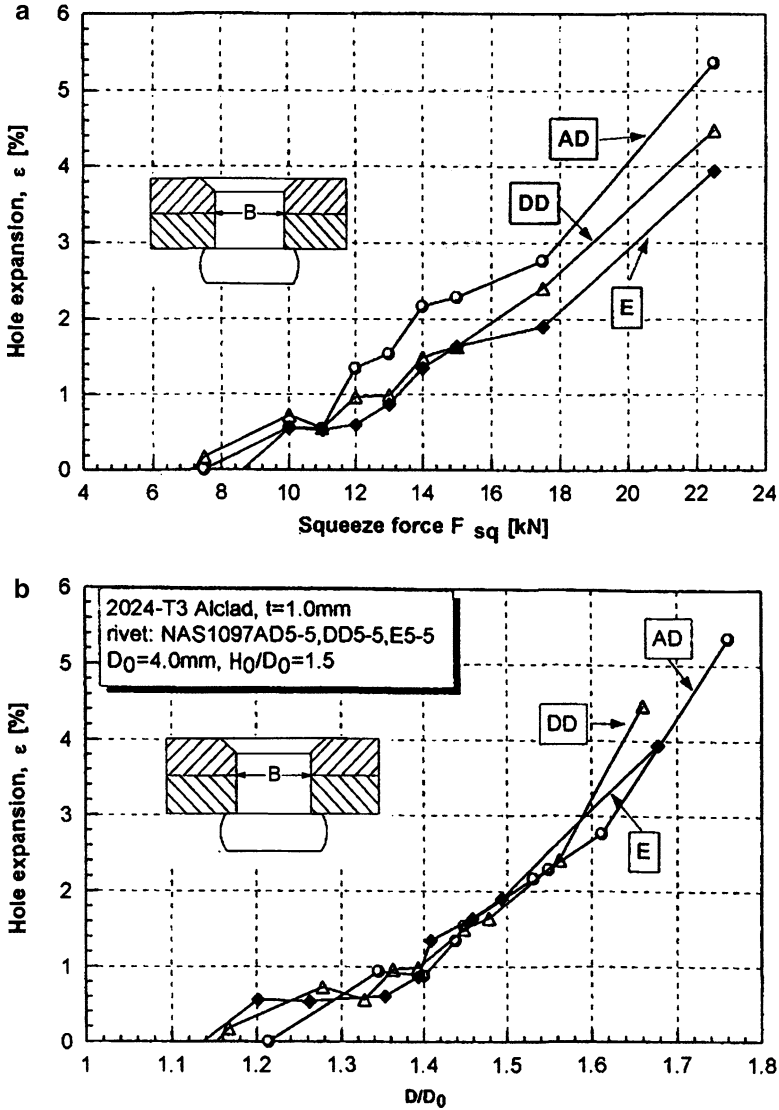 a
6
5
4
3
2
1
0
Hole expansion, ε [%]
AD
DD
E
B
4 6 8 10 12 14 16 18 20 22 24
Squeeze force F sq [kN]
b
6
5
4
3
2
1
0
Hole expansion, ε [%]
2024-T3 Alclad, t=1.0mm
rivet: NAS1097AD5-5,DD5-5,E5-5
D0=4.0mm, H0/D0=1.5
AD
DD
E
B
1 1.1 1.2 1.3 1.4 1.5 1.6 1.7 1.8
D/D0